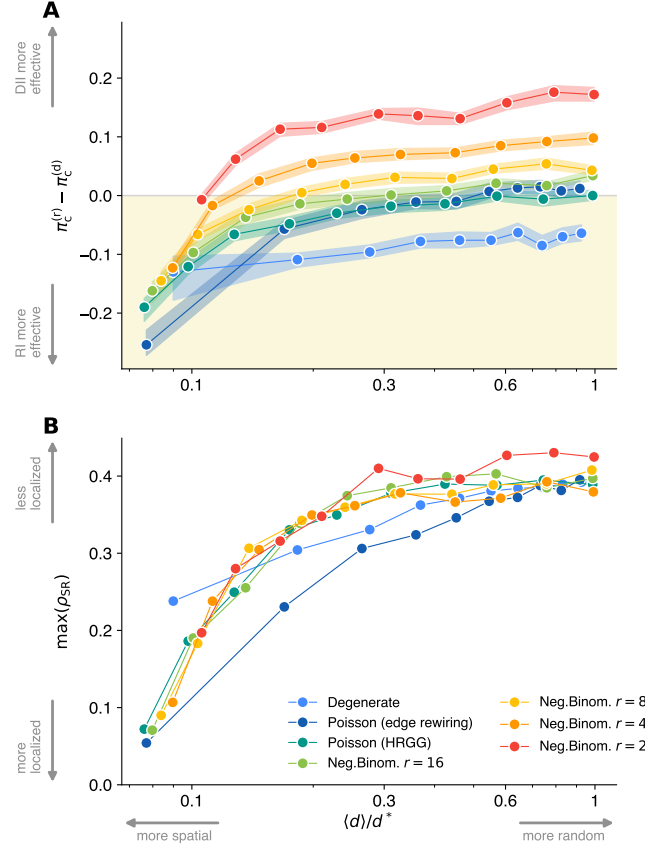 A
DII more
effective
0.2
0.1
0.0
−0.1
−0.2
π_c^(r) − π_c^(d)
RI more
effective
0.1
0.3
0.6
1
B
less
localized
0.4
0.3
0.2
0.1
0.0
max(ρ_SR)
more
localized
Degenerate
Poisson (edge rewiring)
Poisson (HRGG)
Neg.Binom. r = 16
Neg.Binom. r = 8
Neg.Binom. r = 4
Neg.Binom. r = 2
0.1
0.3
0.6
1
⟨d⟩/d*
more spatial
more random